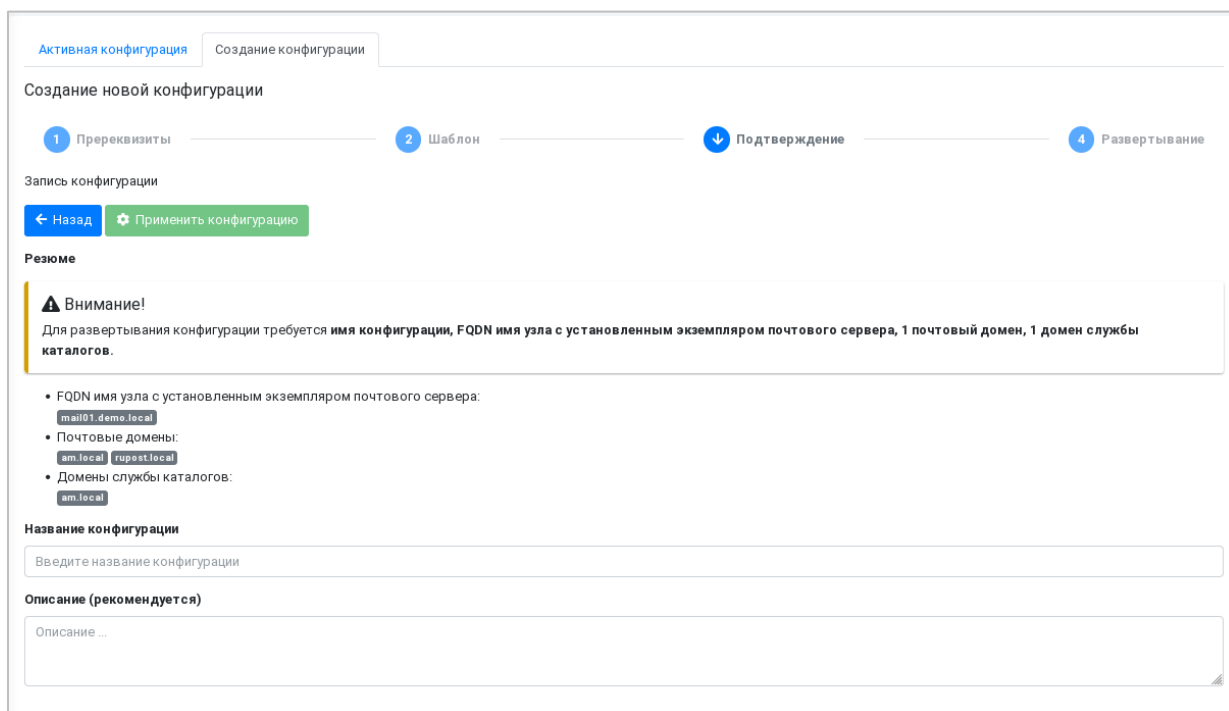 Активная конфигурация Создание конфигурации
Создание новой конфигурации
1 Пререквизиты 2 Шаблон Подтверждение 4 Развертывание
Запись конфигурации
Назад Применить конфигурацию
Резюме
Внимание!
Для развертывания конфигурации требуется имя конфигурации, FQDN имя узла с установленным экземпляром почтового сервера, 1 почтовый домен, 1 домен службы
каталогов.
• FQDN имя узла с установленным экземпляром почтового сервера:
mail01.demo.local
• Почтовые домены:
am.local rupost.local
• Домены службы каталогов:
am.local
Название конфигурации
Введите название конфигурации
Описание (рекомендуется)
Описание ...